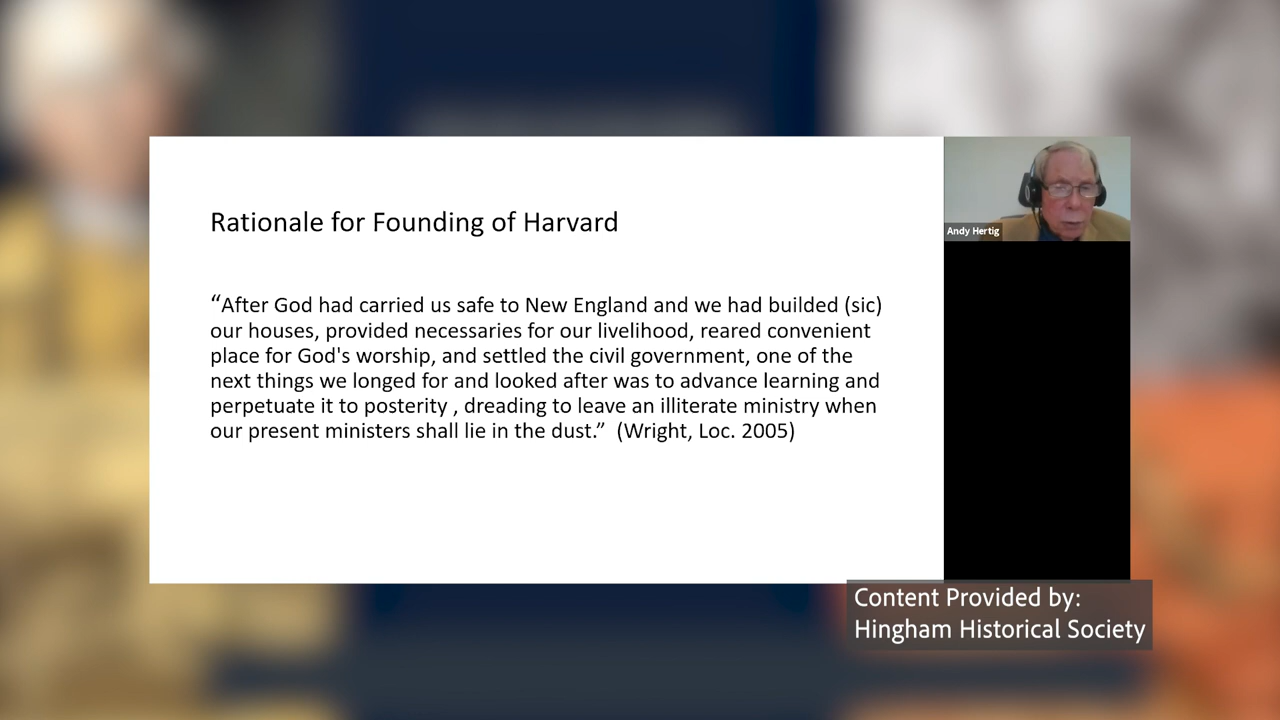 Rationale for Founding of Harvard
“After God had carried us safe to New England and we had builded (sic)
our houses, provided necessaries for our livelihood, reared convenient
place for God's worship, and settled the civil government, one of the
next things we longed for and looked after was to advance learning and
perpetuate it to posterity , dreading to leave an illiterate ministry when
our present ministers shall lie in the dust.” (Wright, Loc. 2005)
Andy Hertig
Content Provided by:
Hingham Historical Society